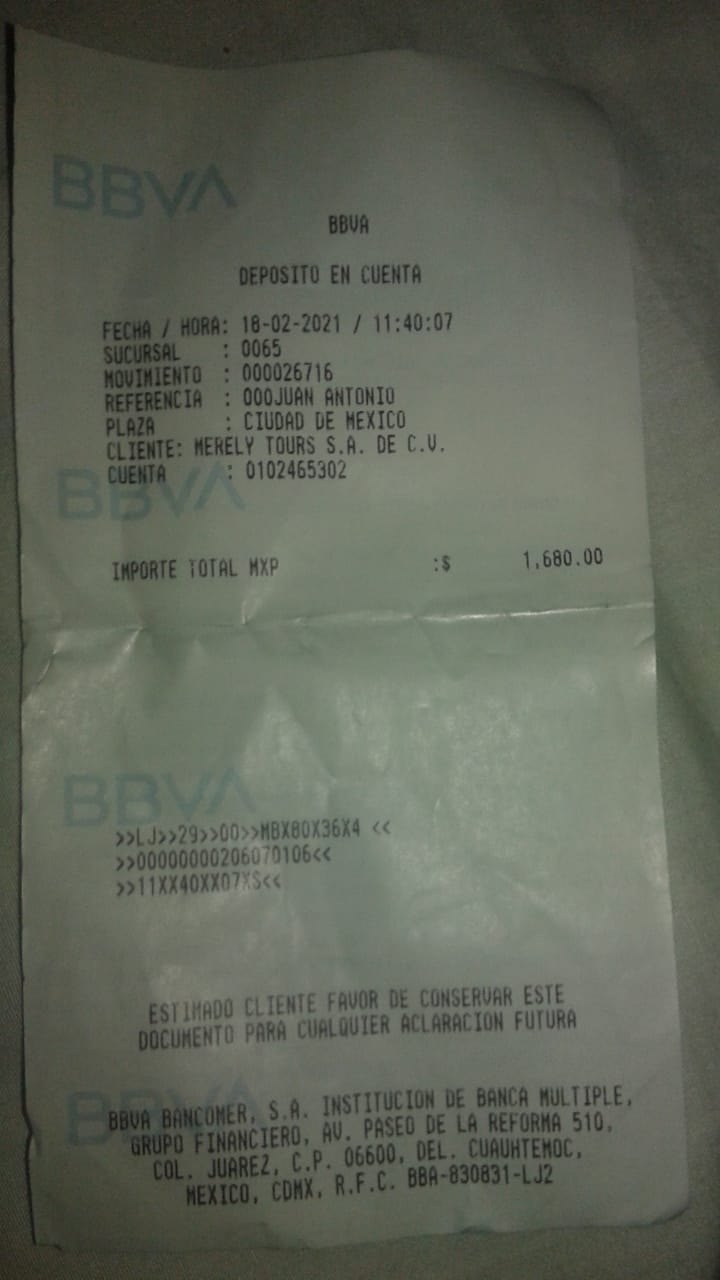 BBVA
BBVA
DEPOSITO EN CUENTA
FECHA / HORA: 18-02-2021 / 11:40:07
SUCURSAL : 0065
MOVIMIENTO : 000026716
REFERENCIA : 000JUAN ANTONIO
PLAZA : CIUDAD DE MEXICO
CLIENTE: MERELY TOURS S.A. DE C.V.
CUENTA : 0102465302
BBVA
IMPORTE TOTAL MXP :$ 1,680.00
BBVA
>>LJ>>29>>00>>MBX80X36X4 <<
>>00000000206070106<<
>>11XX40XX07XS<<
ESTIMADO CLIENTE FAVOR DE CONSERVAR ESTE
DOCUMENTO PARA CUALQUIER ACLARACION FUTURA
BBVA
BBVA BANCOMER, S.A. INSTITUCION DE BANCA MULTIPLE,
GRUPO FINANCIERO, AV. PASEO DE LA REFORMA 510,
COL. JUAREZ, C.P. 06600, DEL. CUAUHTEMOC,
MEXICO, CDMX, R.F.C. BBA-830831-LJ2